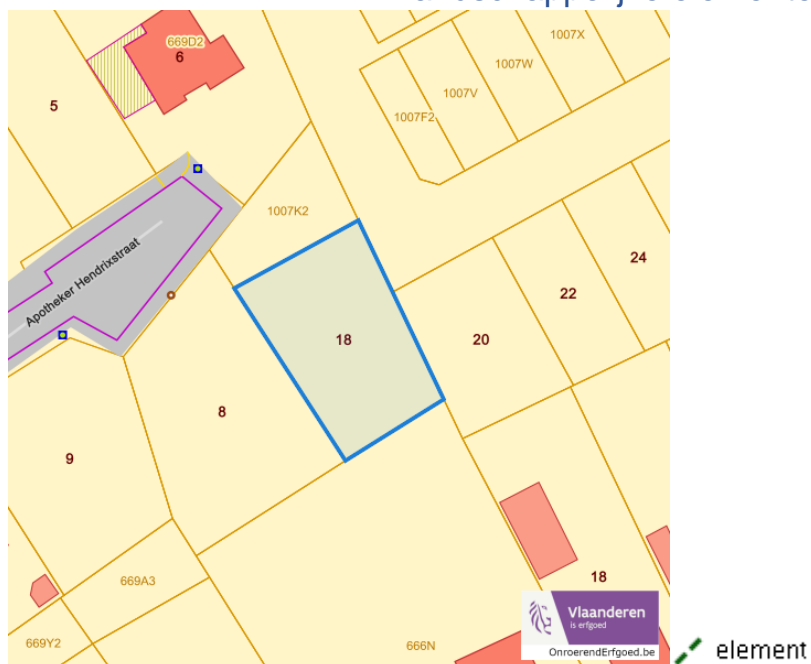 669D2
6
5
1007X
1007W
1007V
1007F2
1007K2
Apotheker Hendrixstraat
18
20
22
24
8
9
669A3
669Y2
666N
18
Vlaanderen
is erfgoed
OnroerendErfgoed.be
element